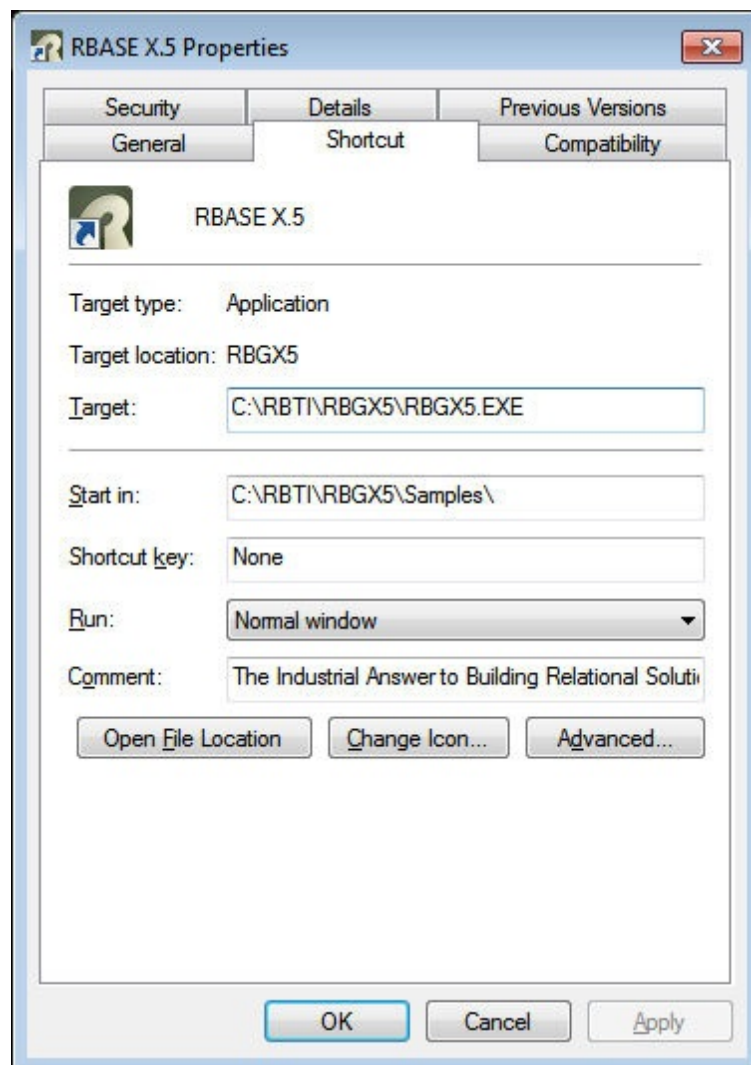 RBASE X.5 Properties
Security Details Previous Versions
General Shortcut Compatibility
RBASE X.5
Target type: Application
Target location: RBGX5
Target: C:\RBTI\RBGX5\RBGX5.EXE
Start in: C:\RBTI\RBGX5\Samples\
Shortcut key: None
Run: Normal window
Comment: The Industrial Answer to Building Relational Soluti
Open File Location Change Icon... Advanced...
OK Cancel Apply